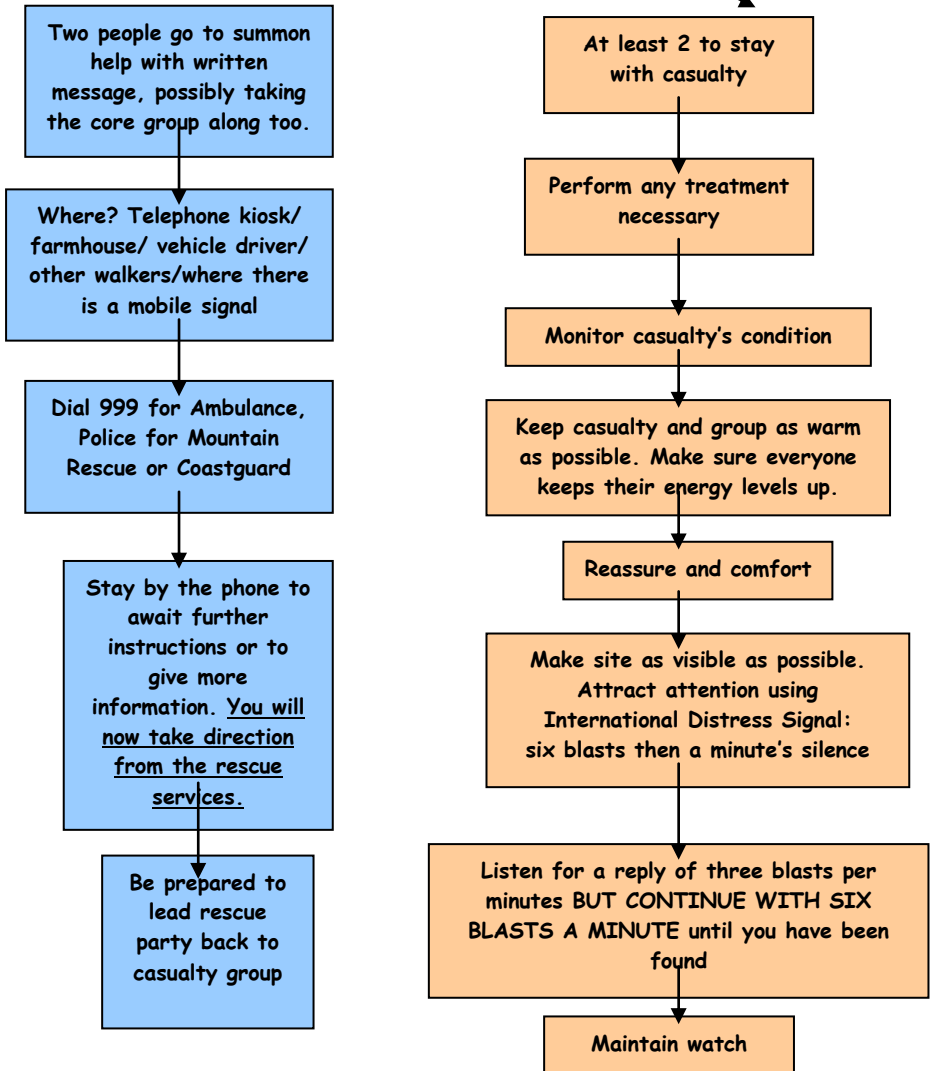 Two people go to summon
help with written
message, possibly taking
the core group along too.
Where? Telephone kiosk/
farmhouse/ vehicle driver/
other walkers/where there
is a mobile signal
Dial 999 for Ambulance,
Police for Mountain
Rescue or Coastguard
Stay by the phone to
await further
instructions or to
give more
information. You will
now take direction
from the rescue
services.
Be prepared to
lead rescue
party back to
casualty group
At least 2 to stay
with casualty
Perform any treatment
necessary
Monitor casualty's condition
Keep casualty and group as warm
as possible. Make sure everyone
keeps their energy levels up.
Reassure and comfort
Make site as visible as possible.
Attract attention using
International Distress Signal:
six blasts then a minute's silence
Listen for a reply of three blasts per
minutes BUT CONTINUE WITH SIX
BLASTS A MINUTE until you have been
found
Maintain watch